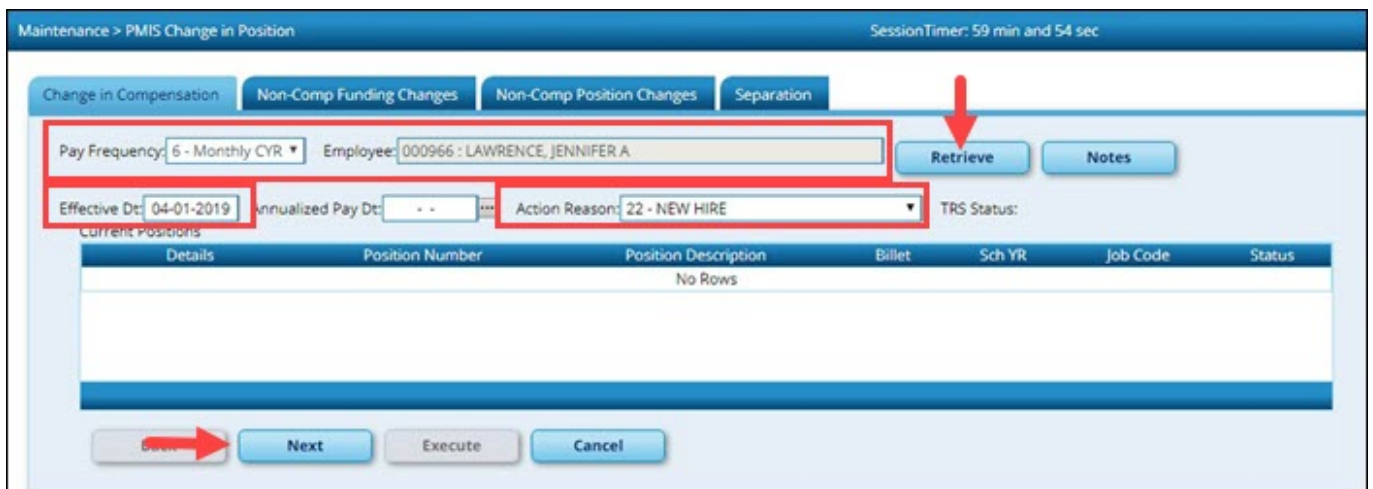 Maintenance > PMIS Change in Position SessionTimer: 59 min and 54 sec
Change in Compensation Non-Comp Funding Changes Non-Comp Position Changes Separation
Pay Frequency: 6 - Monthly CYR Employee: 000966 : LAWRENCE, JENNIFER A Retrieve Notes
Effective Dt: 04-01-2019 Annualized Pay Dt: - - ... Action Reason: 22 - NEW HIRE TRS Status:
Current Positions
Details Position Number Position Description Billet Sch YR Job Code Status
No Rows
Back Next Execute Cancel